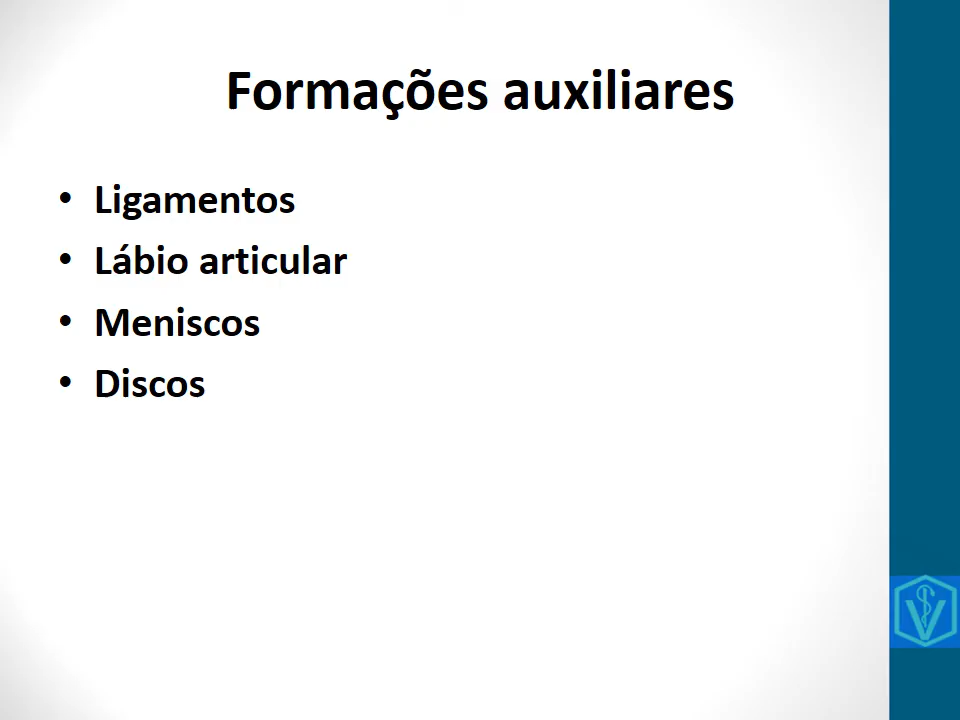 Formações auxiliares
• Ligamentos
• Lábio articular
• Meniscos
• Discos